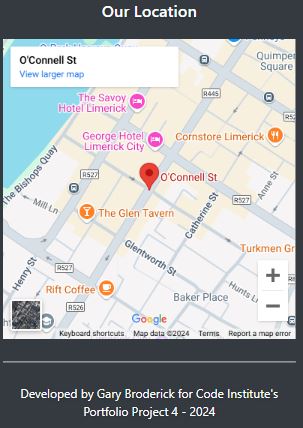 Our Location
O'Connell St
View larger map
Quimper
Square
R445
The Savoy
Hotel Limerick
George Hotel
Limerick City
Cornstore Limerick
The Bishops Quay
R527
O'Connell St
Anne St
Mill Ln
R527
The Glen Tavern
Catherine St
Glentworth St
Turkmen Gr
Henry St
R527
R527
Hunts L
Rift Coffee
Baker Place
+
−
Google
Keyboard shortcuts Map data ©2024 Terms Report a map error
Developed by Gary Broderick for Code Institute's
Portfolio Project 4 - 2024